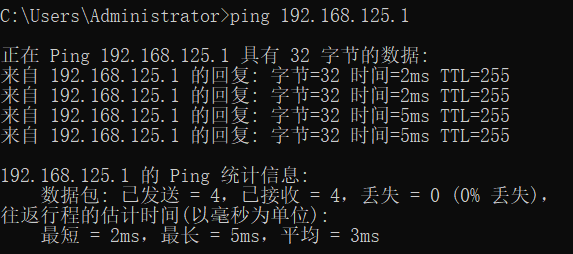 C:\Users\Administrator>ping 192.168.125.1
正在 Ping 192.168.125.1 具有 32 字节的数据:
来自 192.168.125.1 的回复: 字节=32 时间=2ms TTL=255
来自 192.168.125.1 的回复: 字节=32 时间=2ms TTL=255
来自 192.168.125.1 的回复: 字节=32 时间=5ms TTL=255
来自 192.168.125.1 的回复: 字节=32 时间=5ms TTL=255
192.168.125.1 的 Ping 统计信息:
数据包: 已发送 = 4，已接收 = 4，丢失 = 0 (0% 丢失)，
往返行程的估计时间(以毫秒为单位):
最短 = 2ms，最长 = 5ms，平均 = 3ms